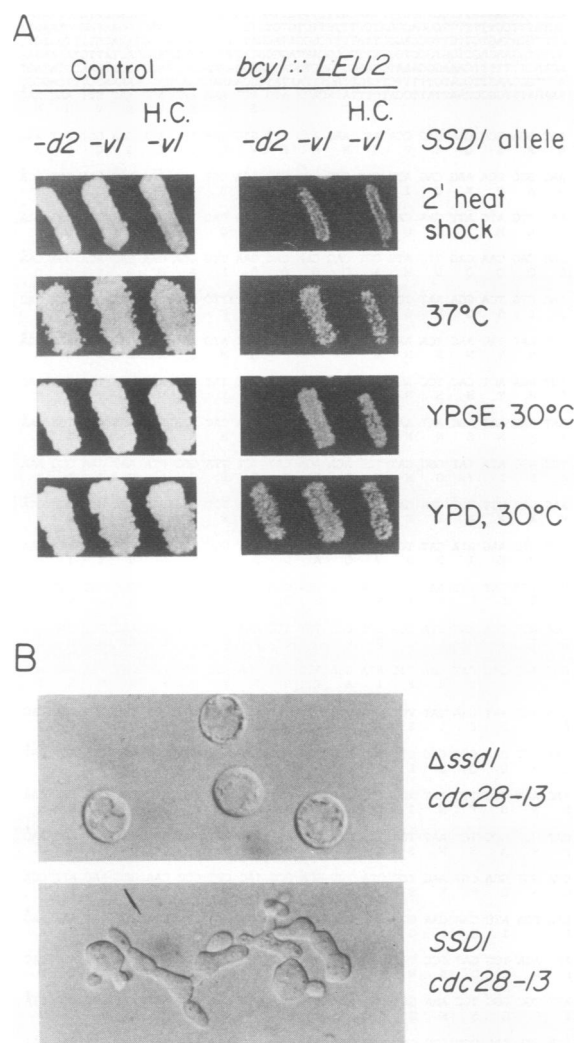 A
Control bcy1::LEU2
H.C. H.C.
-d2 -v1 -v1 -d2 -v1 -v1 SSD1 allele
2' heat
shock
37°C
YPGE, 30°C
YPD, 30°C
B
Δssd1
cdc28-13
SSD1
cdc28-13